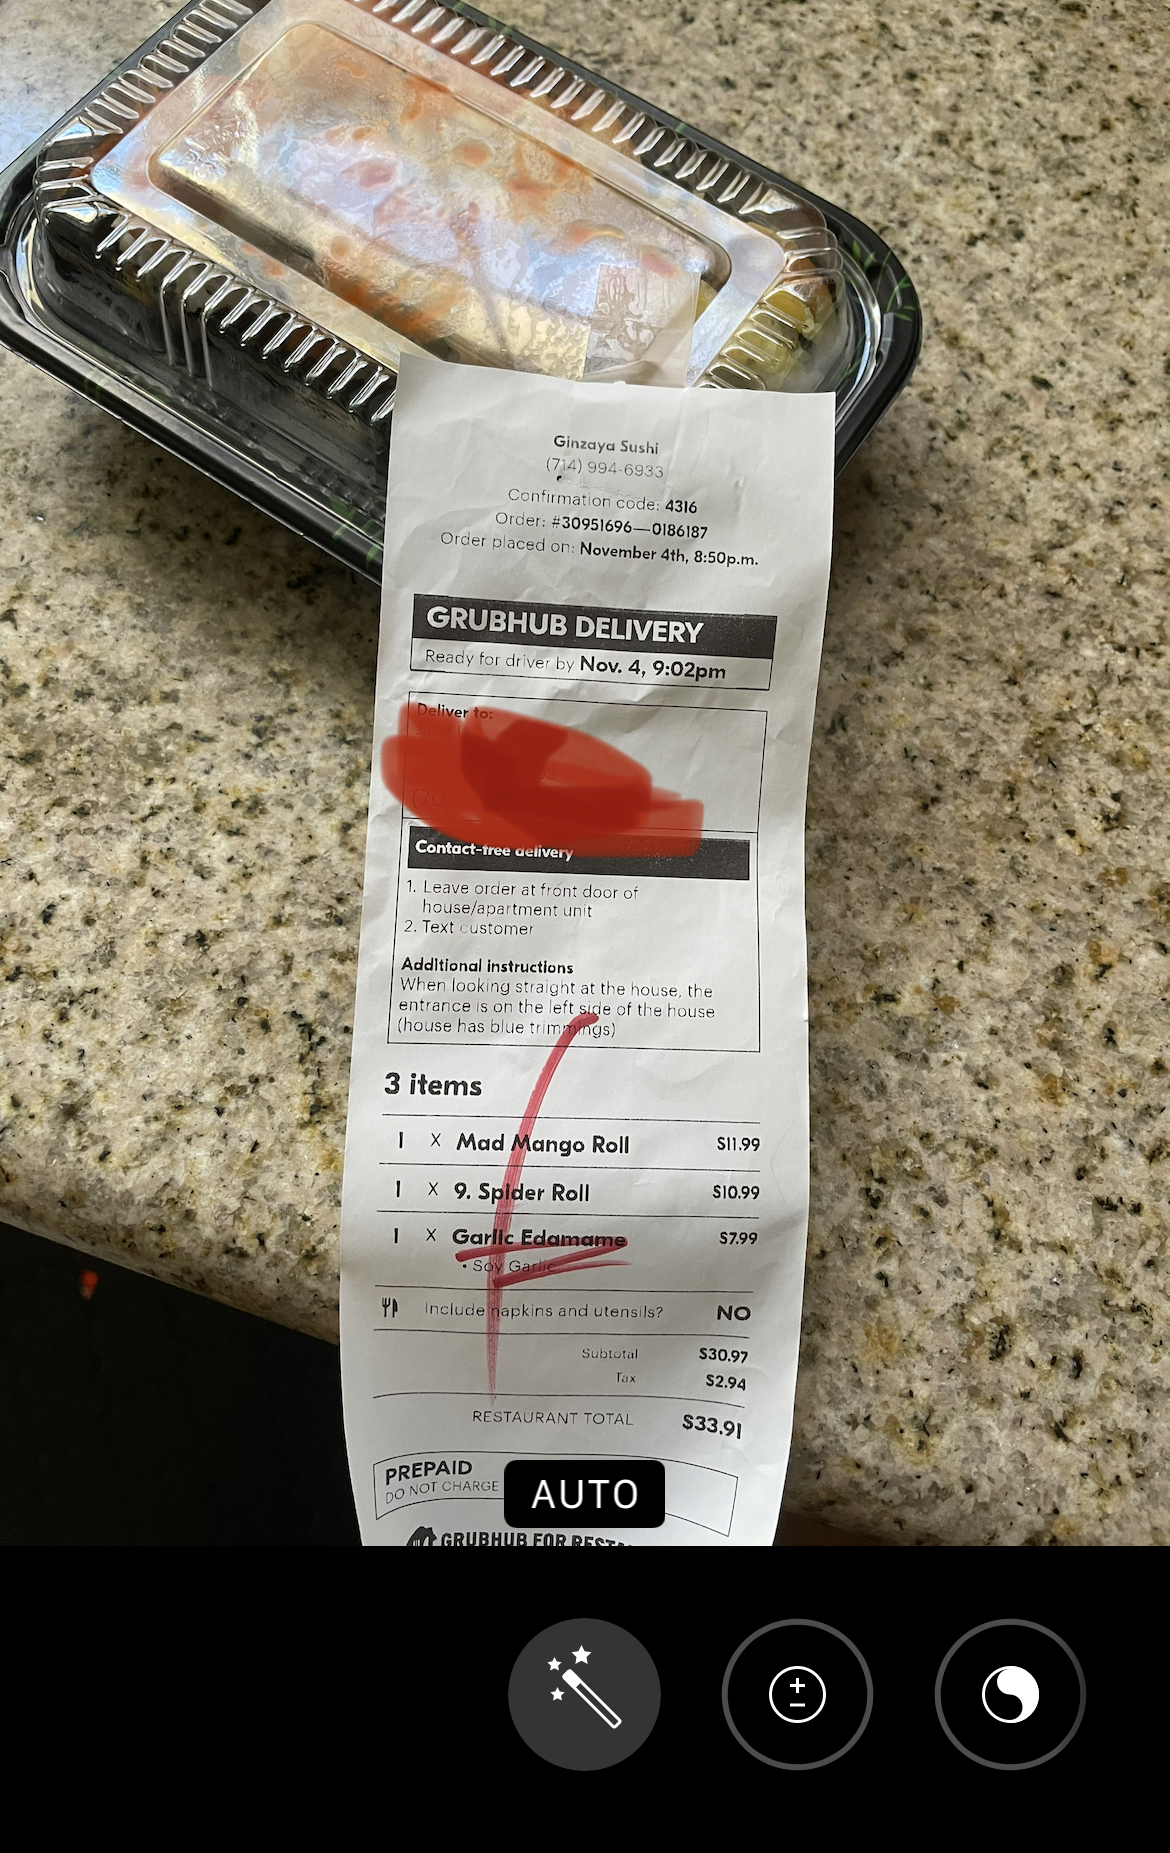 Ginzaya Sushi
(714) 994-6933
Confirmation code: 4316
Order: #30951696—0186187
Order placed on: November 4th, 8:50p.m.
GRUBHUB DELIVERY
Ready for driver by Nov. 4, 9:02pm
Deliver to:
Contact-free delivery
1. Leave order at front door of
house/apartment unit
2. Text customer
Additional instructions
When looking straight at the house, the
entrance is on the left side of the house
(house has blue trimmings)
3 items
1 X Mad Mango Roll $11.99
1 X 9. Spider Roll $10.99
1 X Garlic Edamame $7.99
• Soy Garlic
Include napkins and utensils? NO
Subtotal $30.97
Tax $2.94
RESTAURANT TOTAL $33.91
PREPAID
DO NOT CHARGE
GRUBHUB FOR
AUTO